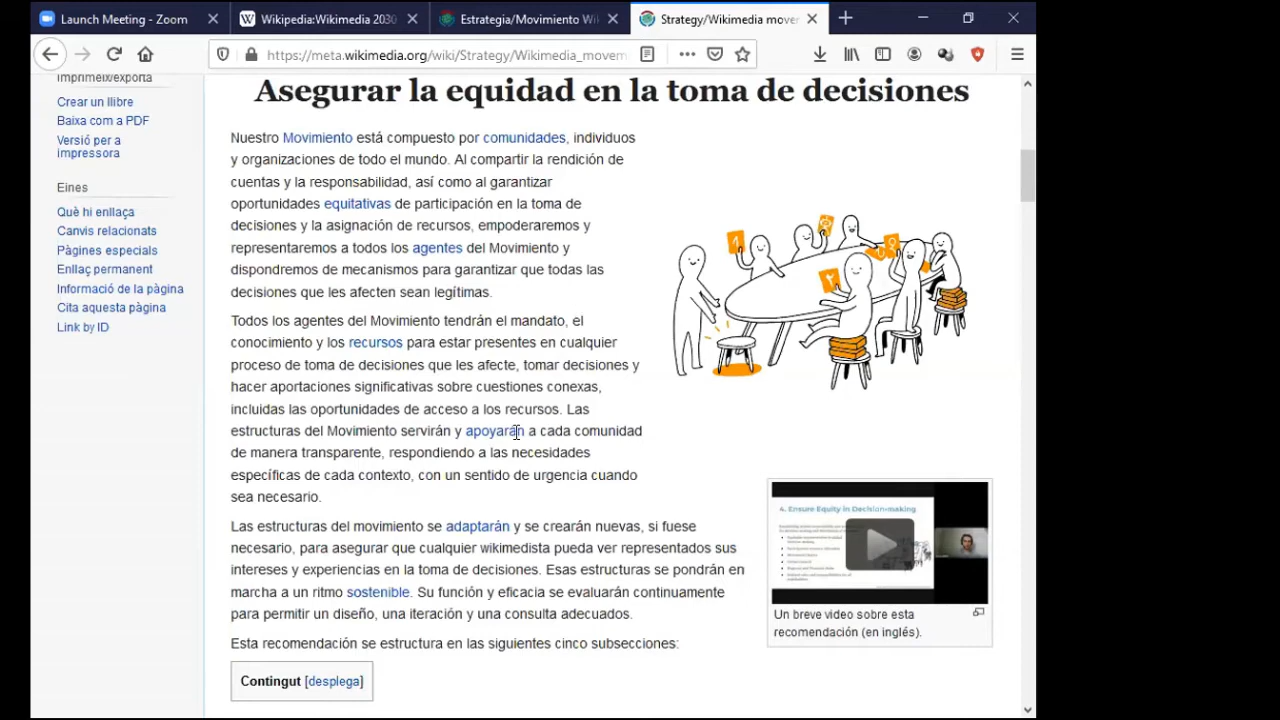 Launch Meeting - Zoom
Wikipedia:Wikimedia 2030
Estrategia/Movimiento Wi
Strategy/Wikimedia move
https://meta.wikimedia.org/wiki/Strategy/Wikimedia_movem
Imprimeix/exporta
Crear un llibre
Baixa com a PDF
Versió per a
impressora
Eines
Què hi enllaça
Canvis relacionats
Pàgines especials
Enllaç permanent
Informació de la pàgina
Cita aquesta pàgina
Link by ID
Asegurar la equidad en la toma de decisiones
Nuestro Movimiento está compuesto por comunidades, individuos
y organizaciones de todo el mundo. Al compartir la rendición de
cuentas y la responsabilidad, así como al garantizar
oportunidades equitativas de participación en la toma de
decisiones y la asignación de recursos, empoderaremos y
representaremos a todos los agentes del Movimiento y
dispondremos de mecanismos para garantizar que todas las
decisiones que les afecten sean legítimas.
Todos los agentes del Movimiento tendrán el mandato, el
conocimiento y los recursos para estar presentes en cualquier
proceso de toma de decisiones que les afecte, tomar decisiones y
hacer aportaciones significativas sobre cuestiones conexas,
incluidas las oportunidades de acceso a los recursos. Las
estructuras del Movimiento servirán y apoyarán a cada comunidad
de manera transparente, respondiendo a las necesidades
específicas de cada contexto, con un sentido de urgencia cuando
sea necesario.
Las estructuras del movimiento se adaptarán y se crearán nuevas, si fuese
necesario, para asegurar que cualquier wikimedista pueda ver representados sus
intereses y experiencias en la toma de decisiones. Esas estructuras se pondrán en
marcha a un ritmo sostenible. Su función y eficacia se evaluarán continuamente
para permitir un diseño, una iteración y una consulta adecuados.
Esta recomendación se estructura en las siguientes cinco subsecciones:
Contingut [desplega]
4. Ensure Equity in Decision-making
Un breve video sobre esta
recomendación (en inglés).